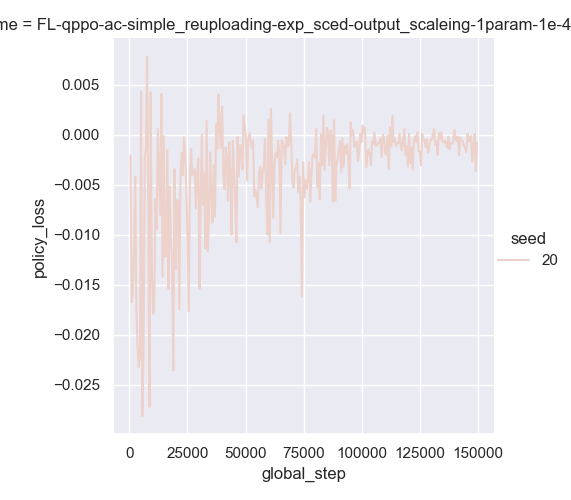 me = FL-qppo-ac-simple_reuploading-exp_sced-output_scaleing-1param-1e-4
0.005
0.000
−0.005
−0.010
−0.015
−0.020
−0.025
policy_loss
0 25000 50000 75000 100000 125000 150000
global_step
seed
20